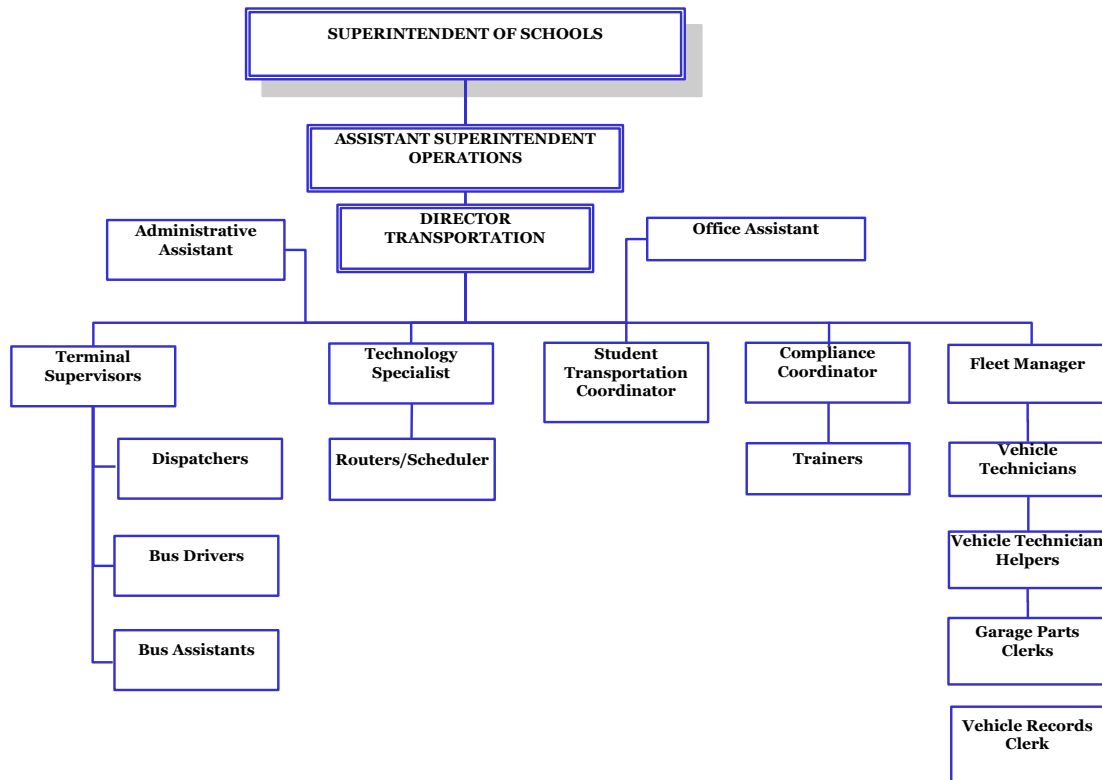 SUPERINTENDENT OF SCHOOLS
ASSISTANT SUPERINTENDENT
OPERATIONS
DIRECTOR
TRANSPORTATION
Administrative
Assistant
Office Assistant
Terminal
Supervisors
Technology
Specialist
Student
Transportation
Coordinator
Compliance
Coordinator
Fleet Manager
Dispatchers
Routers/Scheduler
Trainers
Vehicle
Technicians
Bus Drivers
Vehicle Technician
Helpers
Bus Assistants
Garage Parts
Clerks
Vehicle Records
Clerk